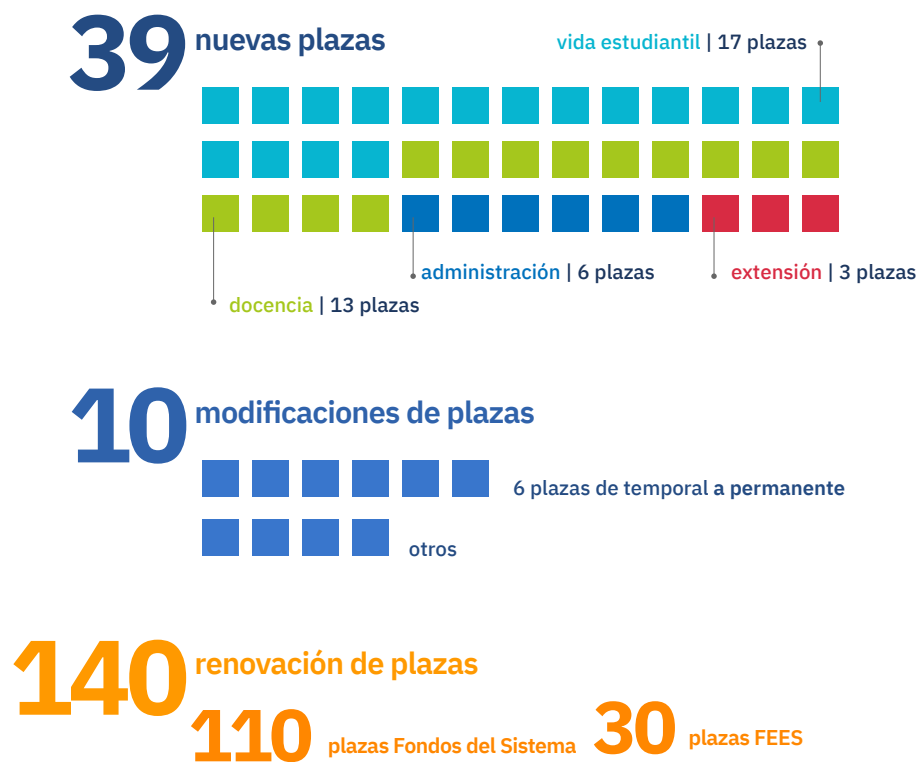 39 nuevas plazas
vida estudiantil | 17 plazas
administración | 6 plazas
extensión | 3 plazas
docencia | 13 plazas
10 modificaciones de plazas
6 plazas de temporal a permanente
otros
140 renovación de plazas
110 plazas Fondos del Sistema
30 plazas FEES